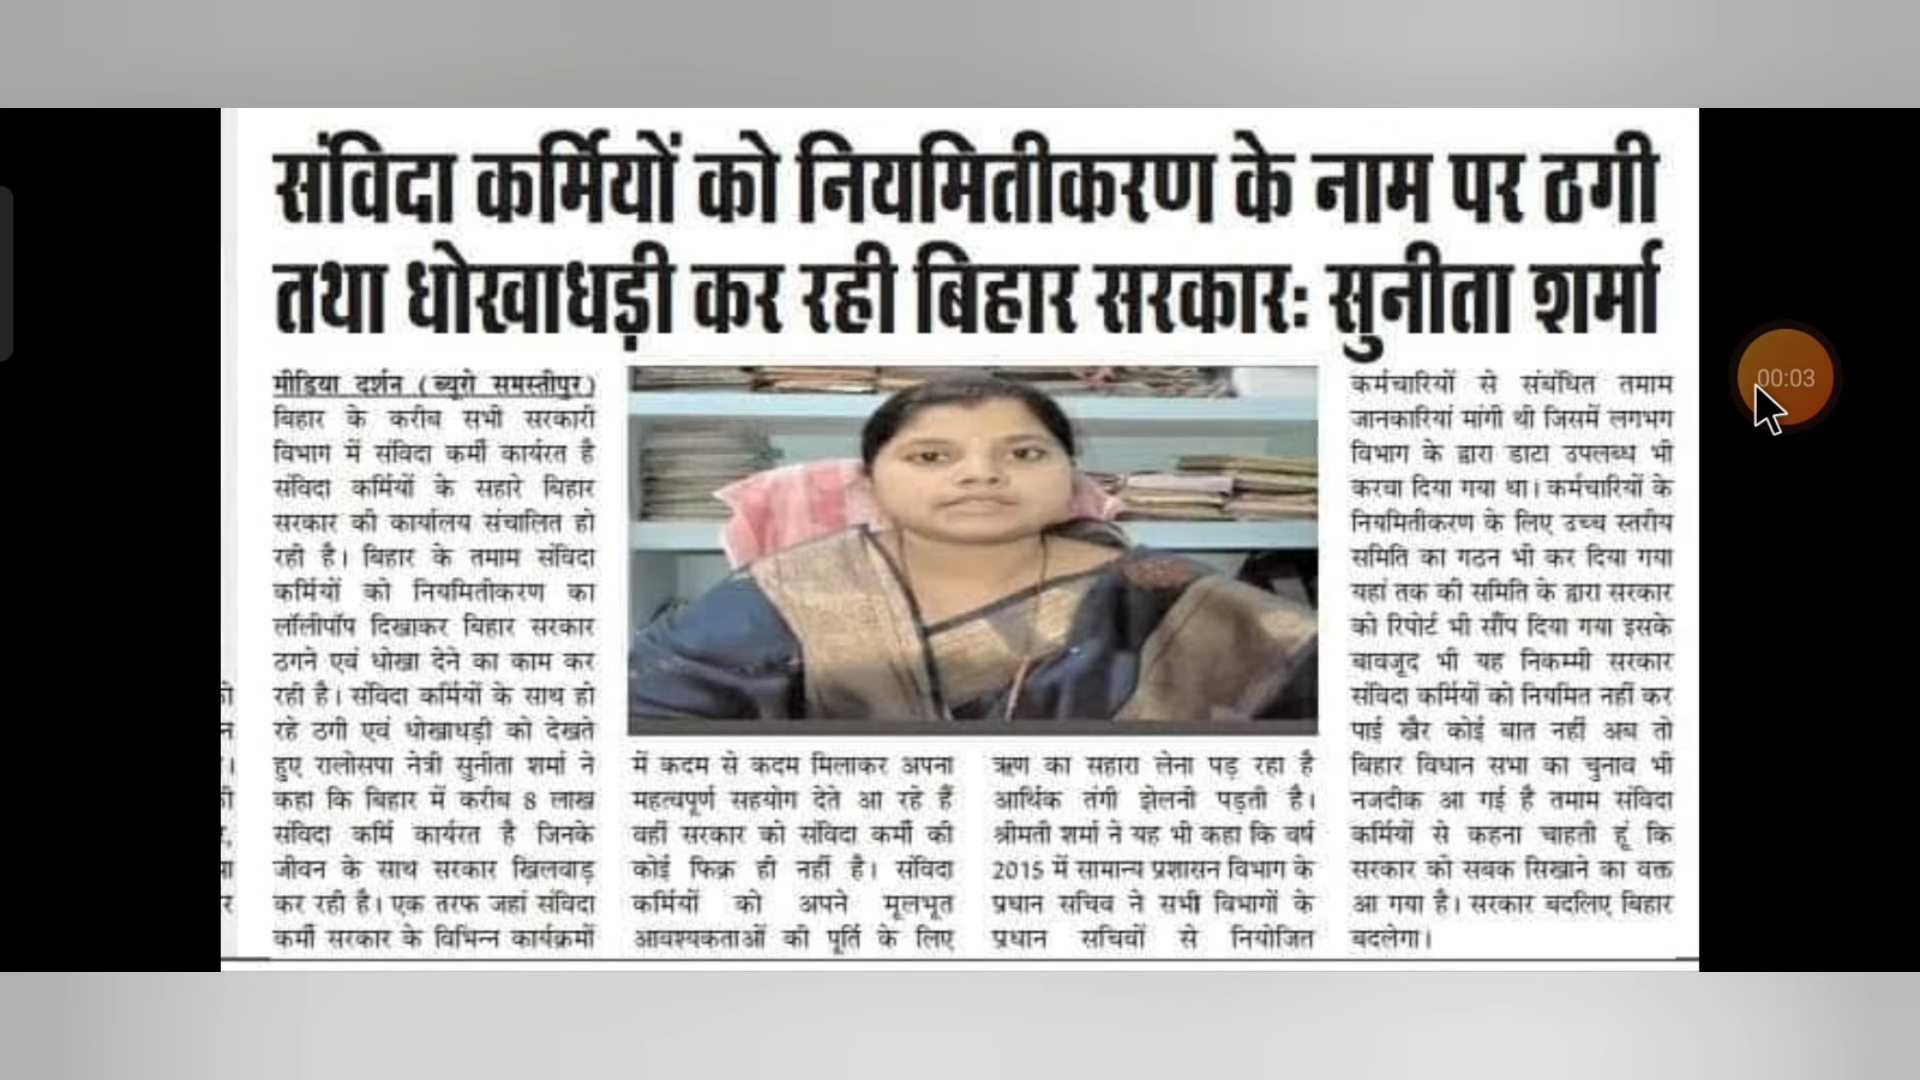 संविदा कर्मियों को नियमितीकरण के नाम पर ठगी
तथा धोखाधड़ी कर रही बिहार सरकारः सुनीता शर्मा
मीडिया दर्शन (ब्यूरो समस्तीपुर)
बिहार के करीब सभी सरकारी
विभाग में संविदा कर्मी कार्यरत है
संविदा कर्मियों के सहारे बिहार
सरकार की कार्यालय संचालित हो
रही है। बिहार के तमाम संविदा
कर्मियों को नियमितीकरण का
लॉलीपॉप दिखाकर बिहार सरकार
ठगने एवं धोखा देने का काम कर
रही है। संविदा कर्मियों के साथ हो
रहे ठगी एवं धोखाधड़ी को देखते
हुए रालोसपा नेत्री सुनीता शर्मा ने
कहा कि बिहार में करीब 8 लाख
संविदा कर्मि कार्यरत है जिनके
जीवन के साथ सरकार खिलवाड़
कर रही है। एक तरफ जहां संविदा
कर्मी सरकार के विभिन्न कार्यक्रमों
में कदम से कदम मिलाकर अपना
महत्वपूर्ण सहयोग देते आ रहे हैं
वहीं सरकार को संविदा कर्मी की
कोई फिक्र ही नहीं है। संविदा
कर्मियों को अपने मूलभूत
आवश्यकताओं की पूर्ति के लिए
ऋण का सहारा लेना पड़ रहा है
आर्थिक तंगी झेलनी पड़ती है।
श्रीमती शर्मा ने यह भी कहा कि वर्ष
2015 में सामान्य प्रशासन विभाग के
प्रधान सचिव ने सभी विभागों के
प्रधान सचिवों से नियोजित
कर्मचारियों से संबंधित तमाम
जानकारियां मांगी थी जिसमें लगभग
विभाग के द्वारा डाटा उपलब्ध भी
करवा दिया गया था। कर्मचारियों के
नियमितीकरण के लिए उच्च स्तरीय
समिति का गठन भी कर दिया गया
यहां तक की समिति के द्वारा सरकार
को रिपोर्ट भी सौंप दिया गया इसके
बावजूद भी यह निकम्मी सरकार
संविदा कर्मियों को नियमित नहीं कर
पाई खैर कोई बात नहीं अब तो
बिहार विधान सभा का चुनाव भी
नजदीक आ गई है तमाम संविदा
कर्मियों से कहना चाहती हूं कि
सरकार को सबक सिखाने का वक्त
आ गया है। सरकार बदलिए बिहार
बदलेगा।
00:03